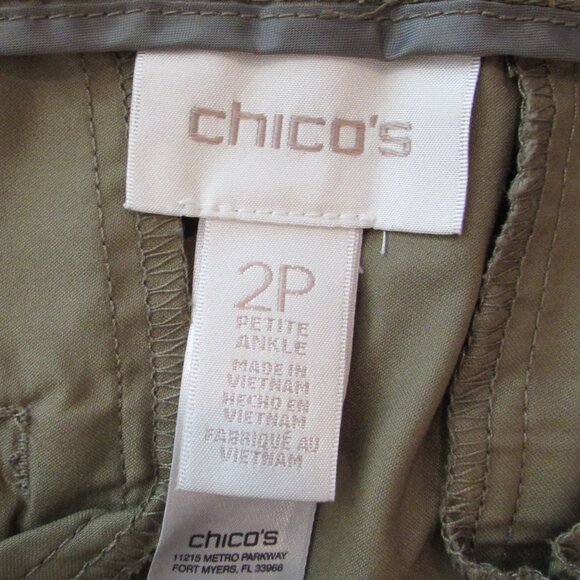 chico's
2P
PETITE
ANKLE
MADE IN
VIETNAM
HECHO EN
VIETNAM
FABRIQUÉ AU
VIETNAM
chico's
11215 METRO PARKWAY
FORT MYERS, FL 33966